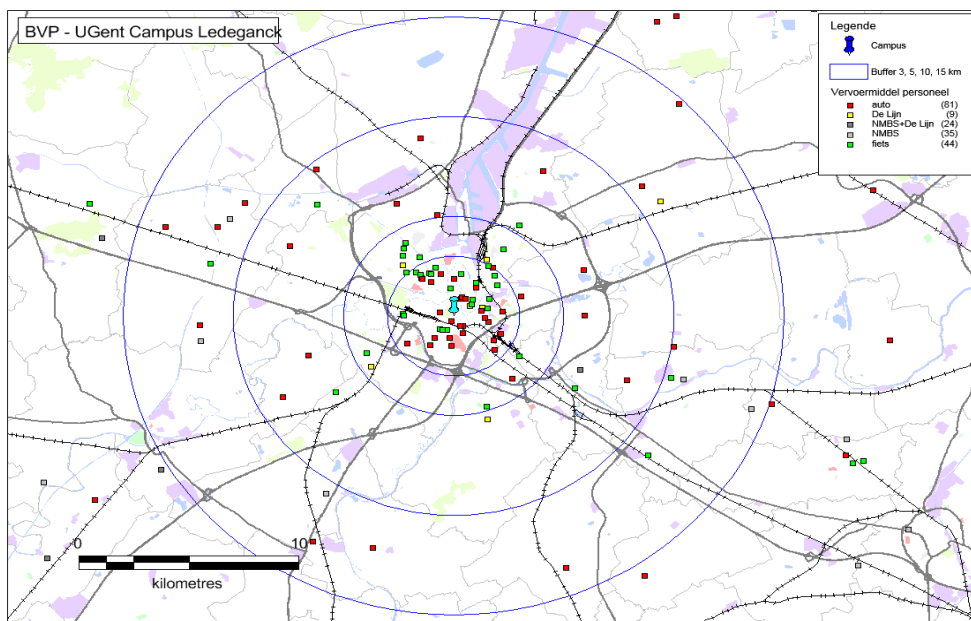 BVP - UGent Campus Ledeganck
Legende
Campus
Buffer 3, 5, 10, 15 km
Vervoermiddel personeel
auto (81)
De Lijn (9)
NMBS+De Lijn (24)
NMBS (35)
fiets (44)
0 10
kilometres